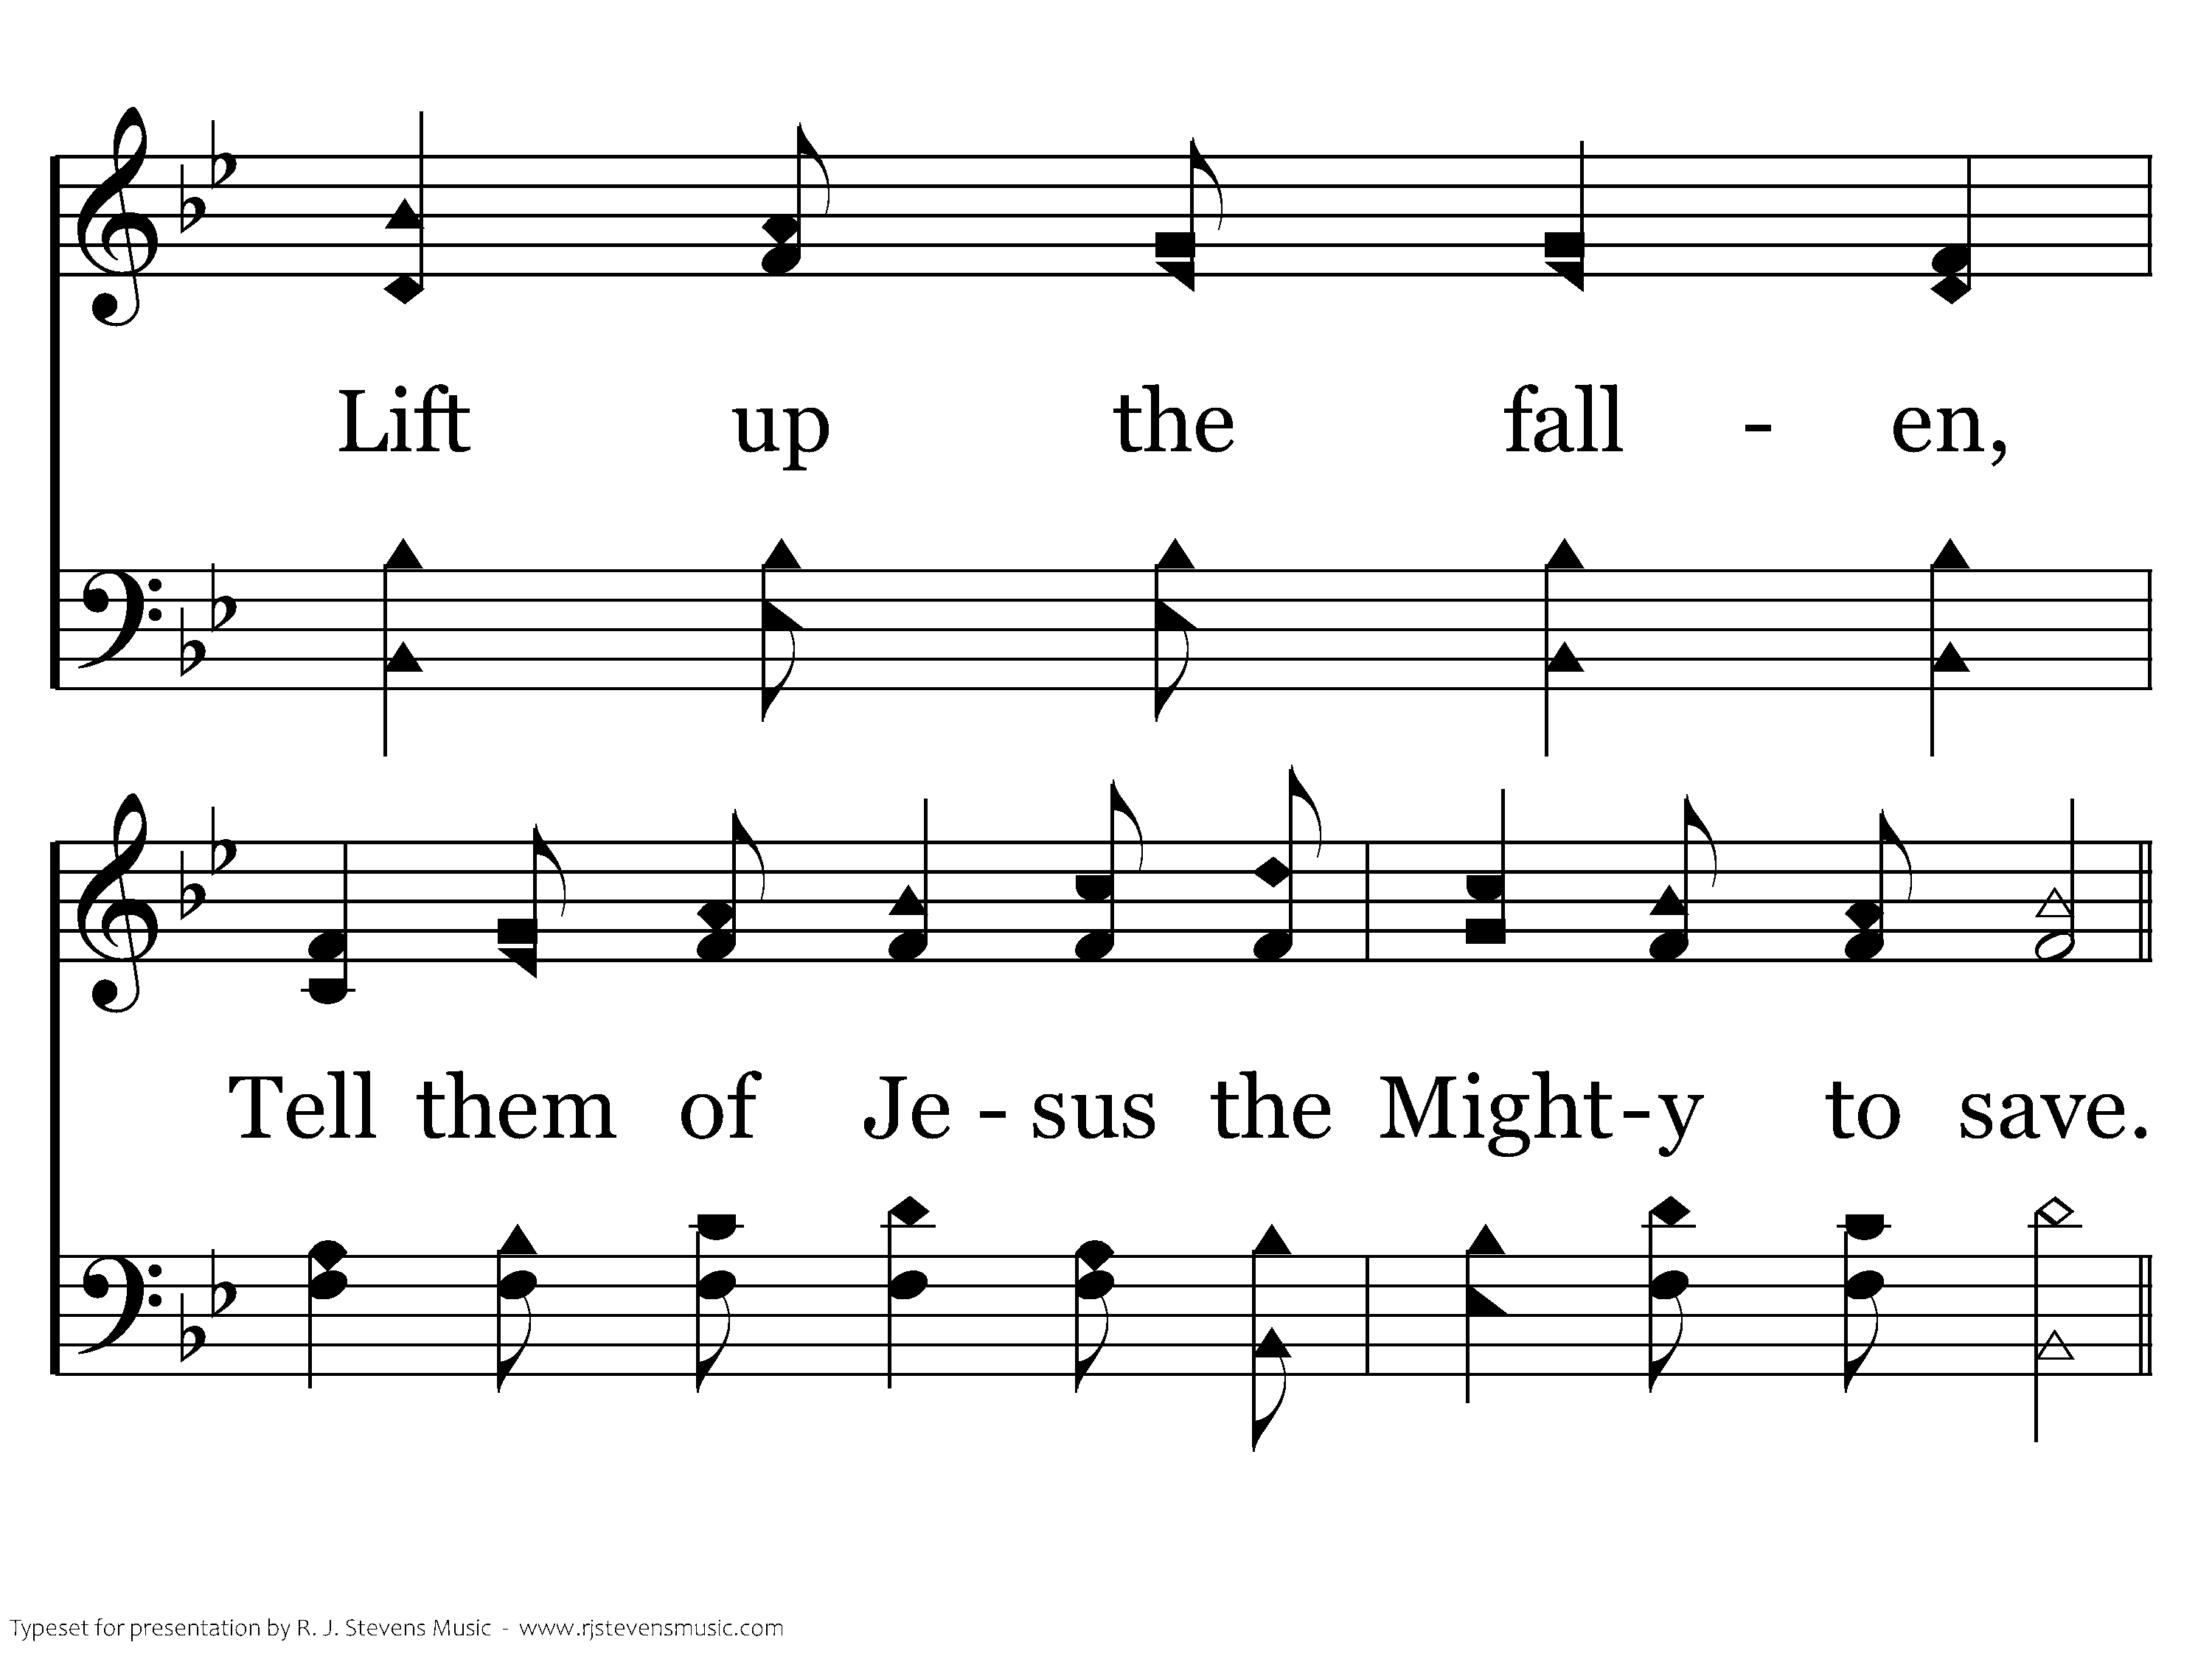 Lift up the fall - en,
Tell them of Je - sus the Might - y to save.
Typeset for presentation by R. J. Stevens Music - www.rjstevensmusic.com